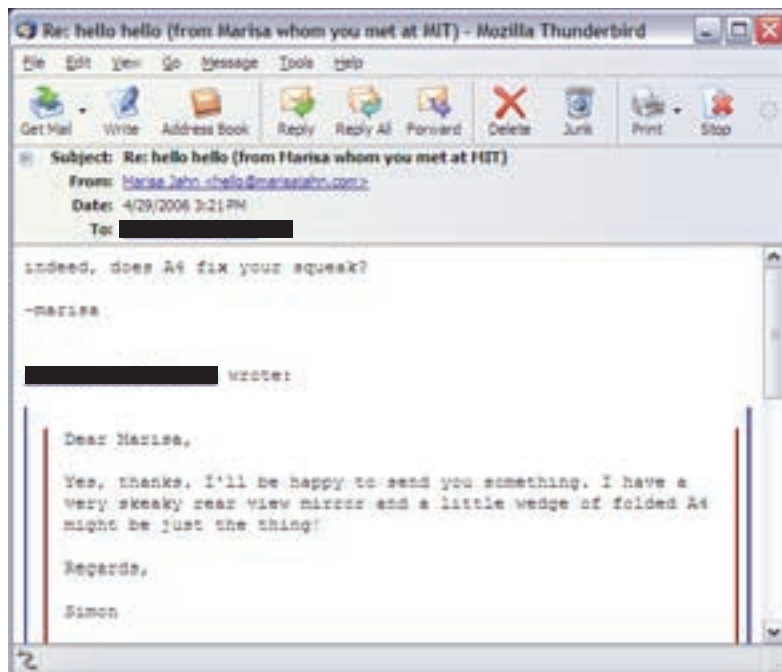 Re: hello hello (from Marisa whom you met at MIT) - Mozilla Thunderbird
File Edit View Go Message Tools Help
Get Mail Write Address Book Reply Reply All Forward Delete Junk Print Stop
Subject: Re: hello hello (from Marisa whom you met at MIT)
From: Marisa Jahn <hello@marisajahn.com>
Date: 4/29/2006 3:21 PM
To:
indeed, does A4 fix your squeak?
-marisa
wrote:
Dear Marisa,
Yes, thanks, I'll be happy to send you something. I have a
very skeaky rear view mirror and a little wedge of folded A4
might be just the thing!
Regards,
Simon